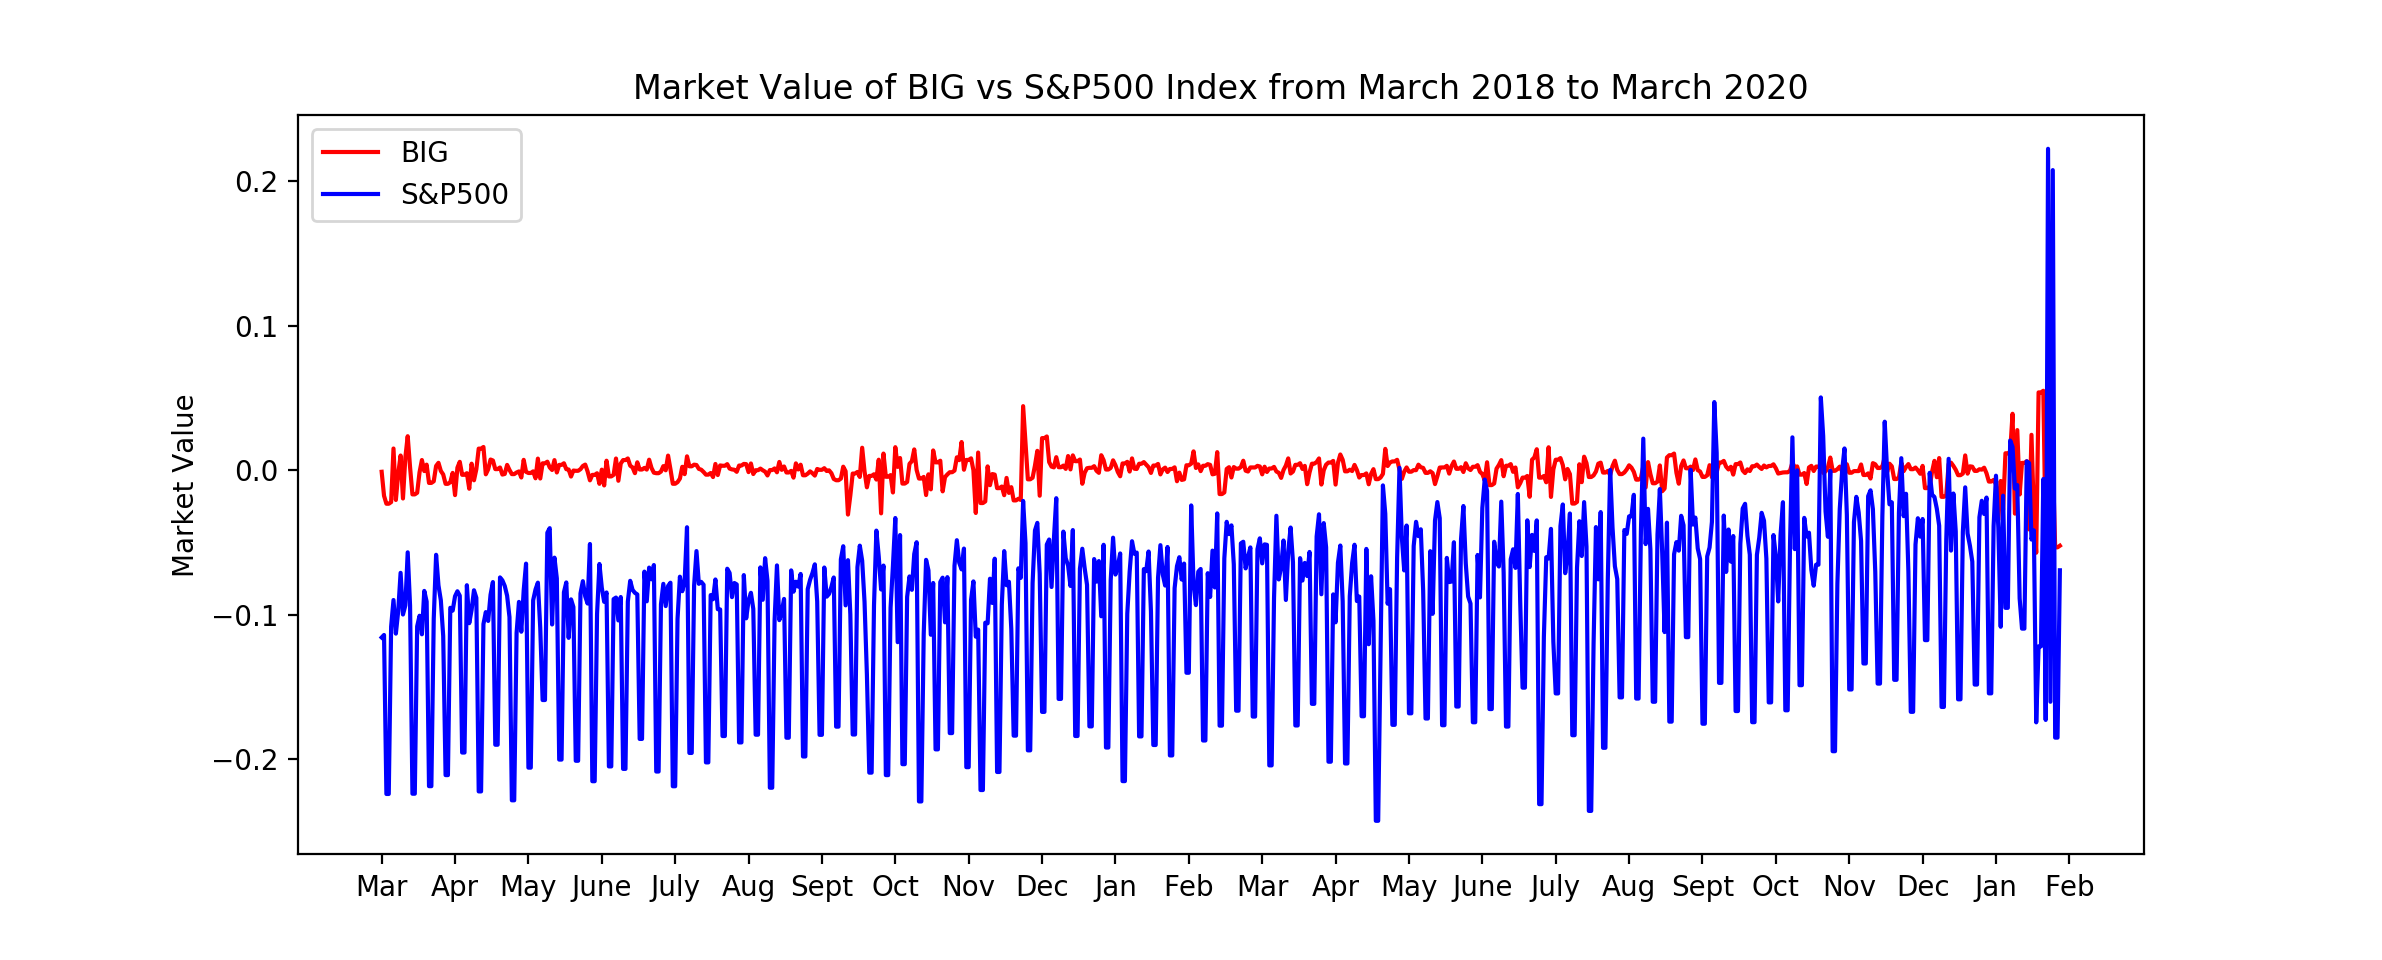 Market Value of BIG vs S&P500 Index from March 2018 to March 2020
BIG
S&P500
Market Value
0.2
0.1
0.0
−0.1
−0.2
Mar Apr May June July Aug Sept Oct Nov Dec Jan Feb Mar Apr May June July Aug Sept Oct Nov Dec Jan Feb